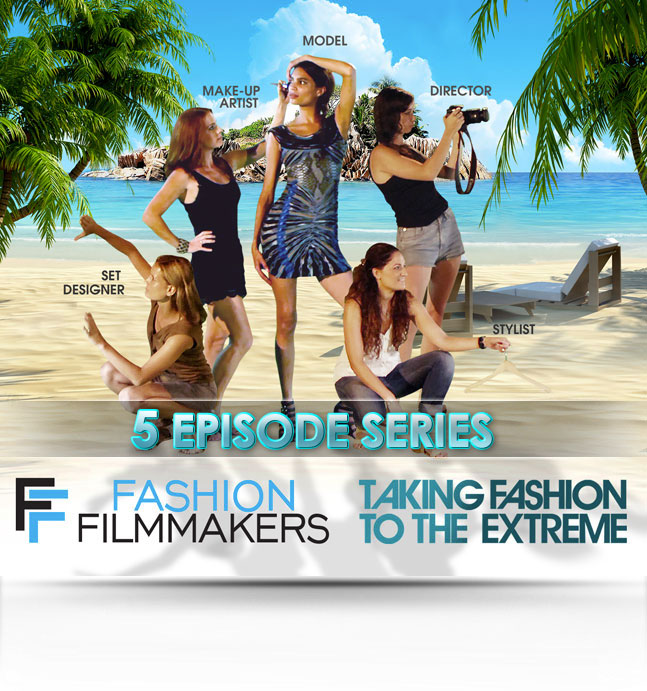 MODEL
MAKE-UP
ARTIST
DIRECTOR
SET
DESIGNER
STYLIST
5 EPISODE SERIES
FF FASHION
FILMMAKERS
TAKING FASHION
TO THE EXTREME